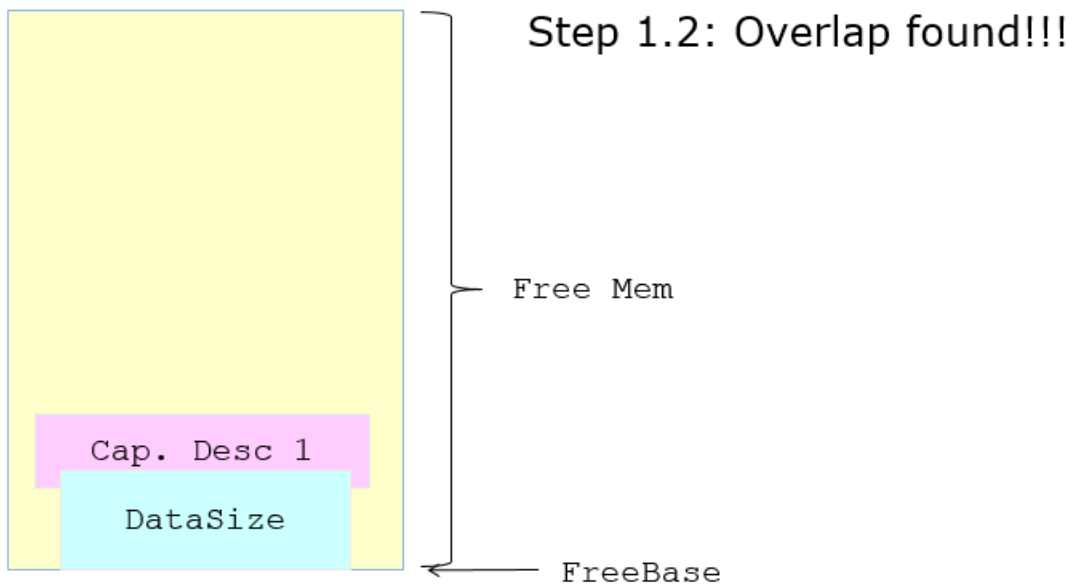 Step 1.2: Overlap found!!!
Free Mem
Cap. Desc 1
DataSize
FreeBase